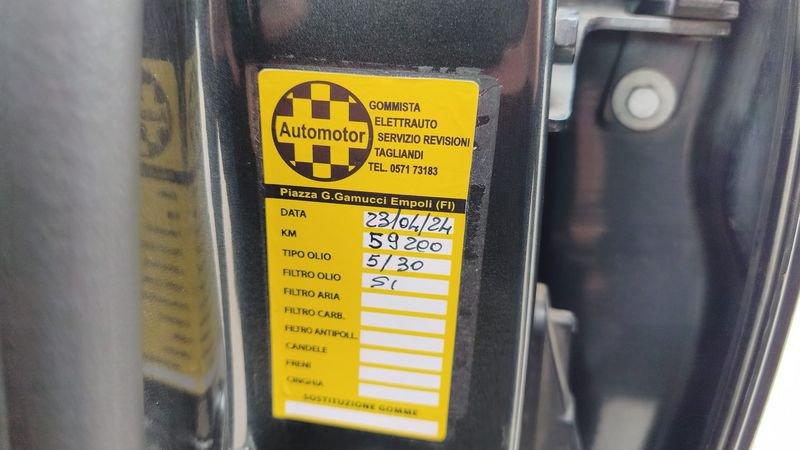 Automotor
GOMMISTA
ELETTRAUTO
SERVIZIO REVISIONI
TAGLIANDI
TEL. 0571 73183
Piazza G.Gamucci Empoli (FI)
DATA 23/04/24
KM 59200
TIPO OLIO 5/30
FILTRO OLIO SI
FILTRO ARIA
FILTRO CARB.
FILTRO ANTIPOLL.
CANDELE
FRENI
CINGHIA
SOSTITUZIONE GOMME